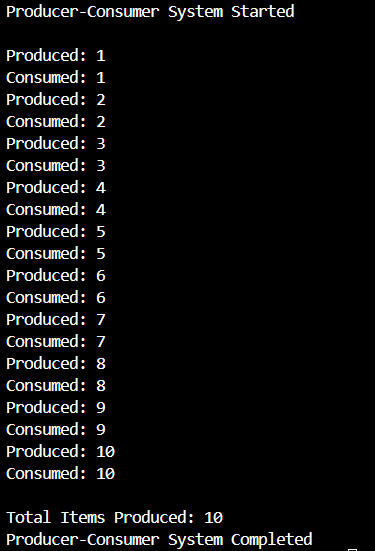 Producer-Consumer System Started
Produced: 1
Consumed: 1
Produced: 2
Consumed: 2
Produced: 3
Consumed: 3
Produced: 4
Consumed: 4
Produced: 5
Consumed: 5
Produced: 6
Consumed: 6
Produced: 7
Consumed: 7
Produced: 8
Consumed: 8
Produced: 9
Consumed: 9
Produced: 10
Consumed: 10
Total Items Produced: 10
Producer-Consumer System Completed